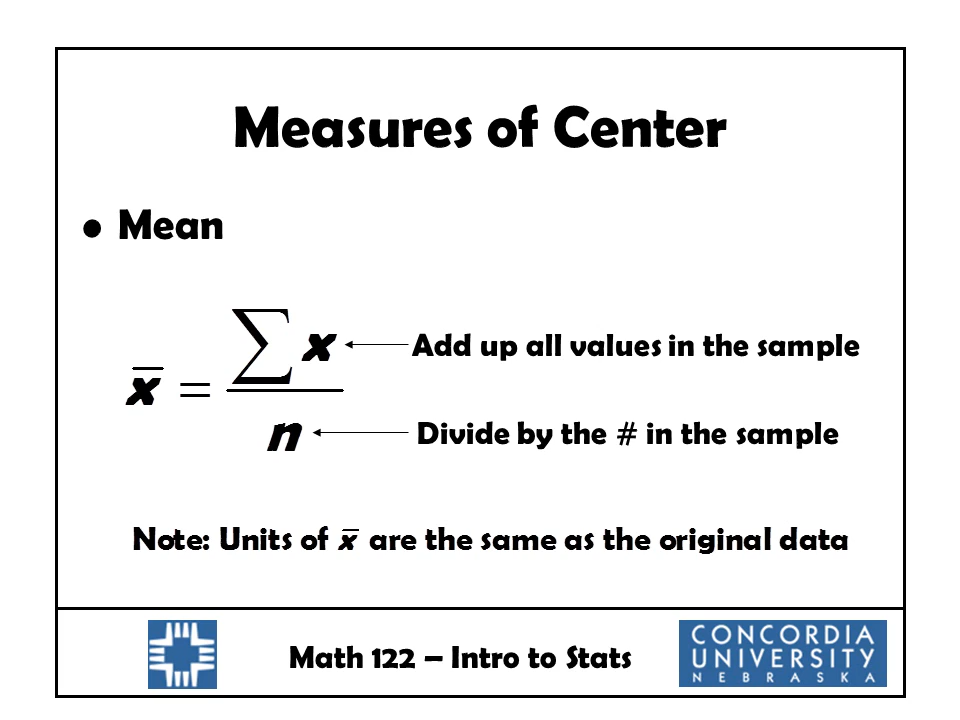 Measures of Center
● Mean
x̄ = ∑x / n
Add up all values in the sample
Divide by the # in the sample
Note: Units of x̄ are the same as the original data
Math 122 – Intro to Stats
CONCORDIA
UNIVERSITY
NEBRASKA